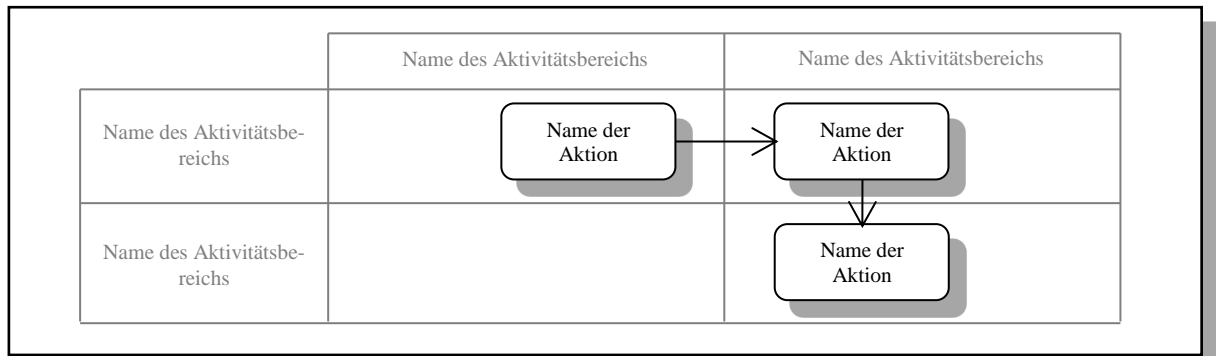 Name des Aktivitätsbereichs
Name des Aktivitätsbereichs
Name des Aktivitätsbe-
reichs
Name der
Aktion
Name der
Aktion
Name des Aktivitätsbe-
reichs
Name der
Aktion